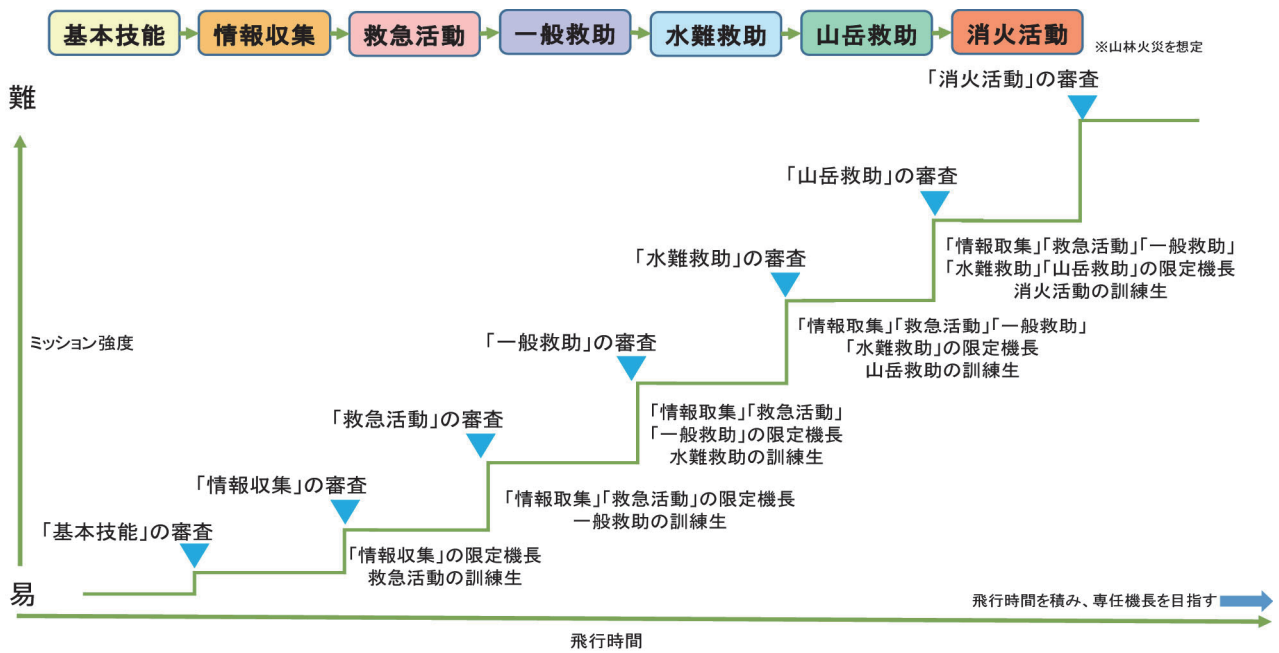 基本技能
情報収集
救急活動
一般救助
水難救助
山岳救助
消火活動
※山林火災を想定
難
「消火活動」の審査
「山岳救助」の審査
「水難救助」の審査
「情報取集」「救急活動」「一般救助」
「水難救助」「山岳救助」の限定機長
消火活動の訓練生
ミッション強度
「一般救助」の審査
「情報取集」「救急活動」「一般救助」
「水難救助」の限定機長
山岳救助の訓練生
「救急活動」の審査
「情報取集」「救急活動」
「一般救助」の限定機長
水難救助の訓練生
「情報収集」の審査
「情報取集」「救急活動」の限定機長
一般救助の訓練生
「基本技能」の審査
「情報収集」の限定機長
救急活動の訓練生
易
飛行時間を積み、専任機長を目指す
飛行時間